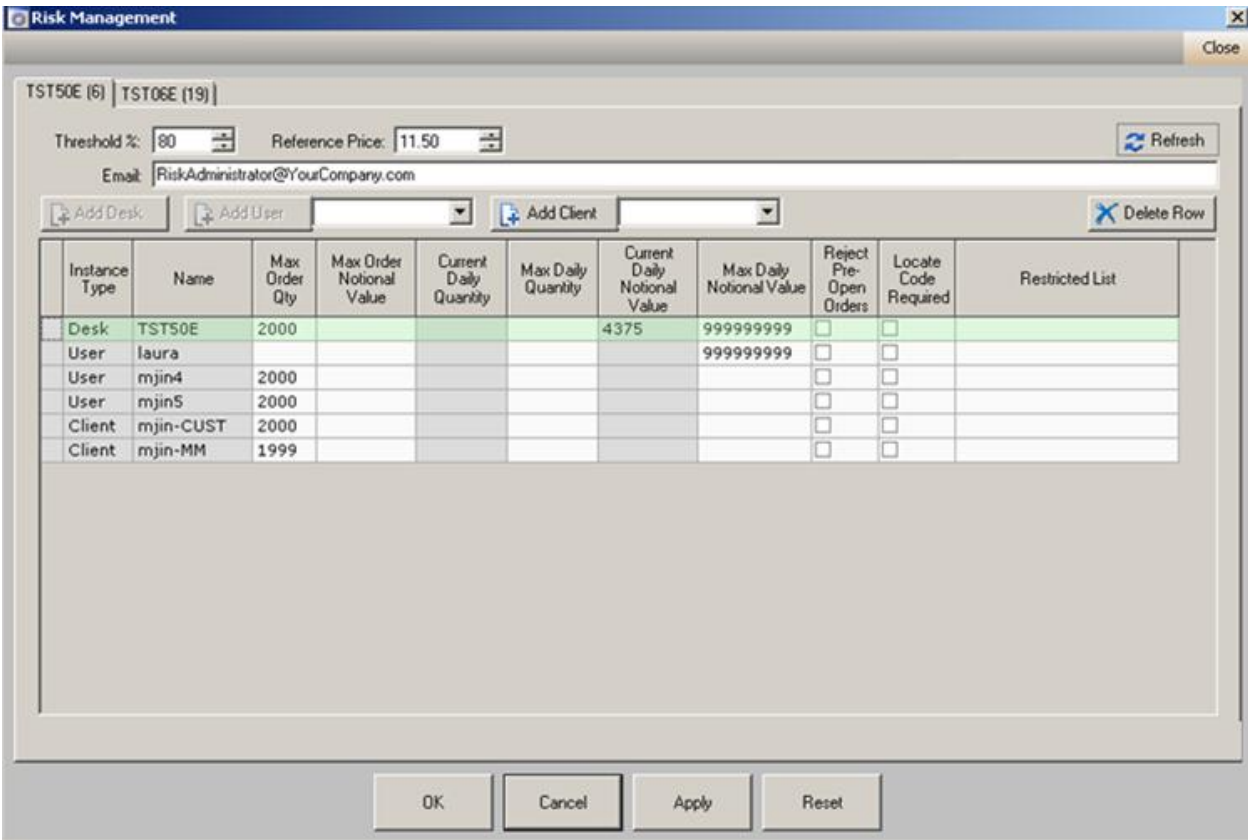 Risk Management
Close
TST50E (6) TST06E (19)
Threshold %: 80 Reference Price: 11.50 Refresh
Email: RiskAdministrator@YourCompany.com
Add Desk Add User Add Client Delete Row
Instance Type Name Max Order Qty Max Order Notional Value Current Daily Quantity Max Daily Quantity Current Daily Notional Value Max Daily Notional Value Reject Pre-Open Orders Locate Code Required Restricted List
Desk TST50E 2000 4375 999999999
User laura 999999999
User mjin4 2000
User mjin5 2000
Client mjin-CUST 2000
Client mjin-MM 1999
OK Cancel Apply Reset